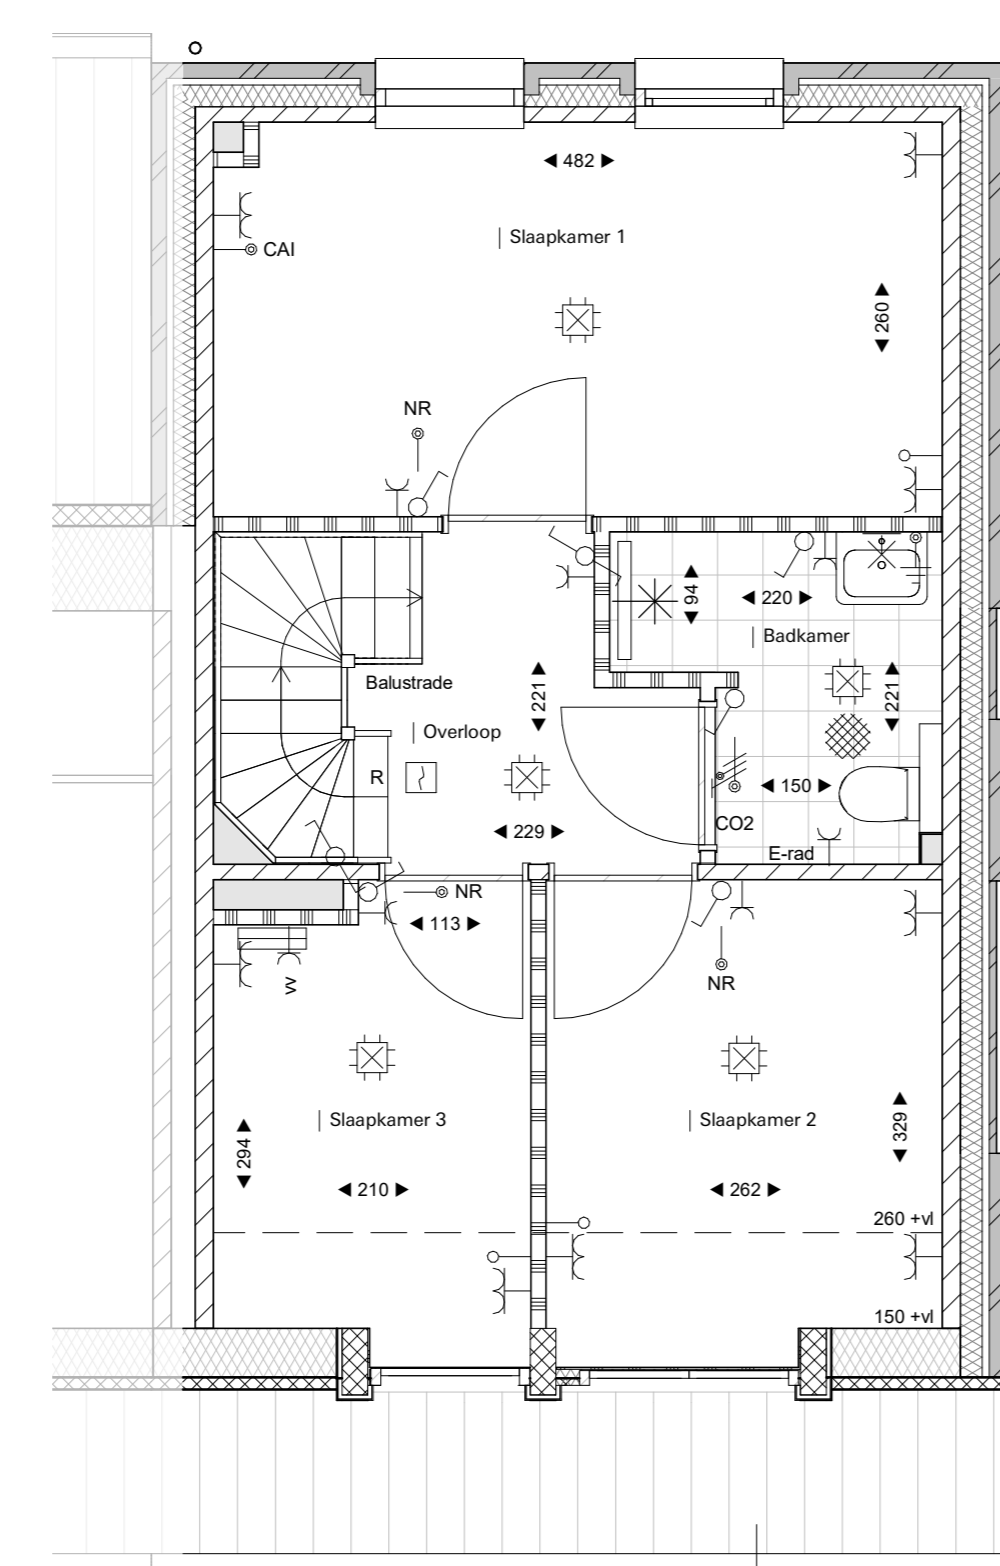 482
Slaapkamer 1
CAI
260
NR
94
220
Badkamer
Balustrade
221
221
Overloop
R
150
229
CO2
E-rad
NR
113
VV
NR
Slaapkamer 3
Slaapkamer 2
329
294
210
262
260 +vl
150 +vl